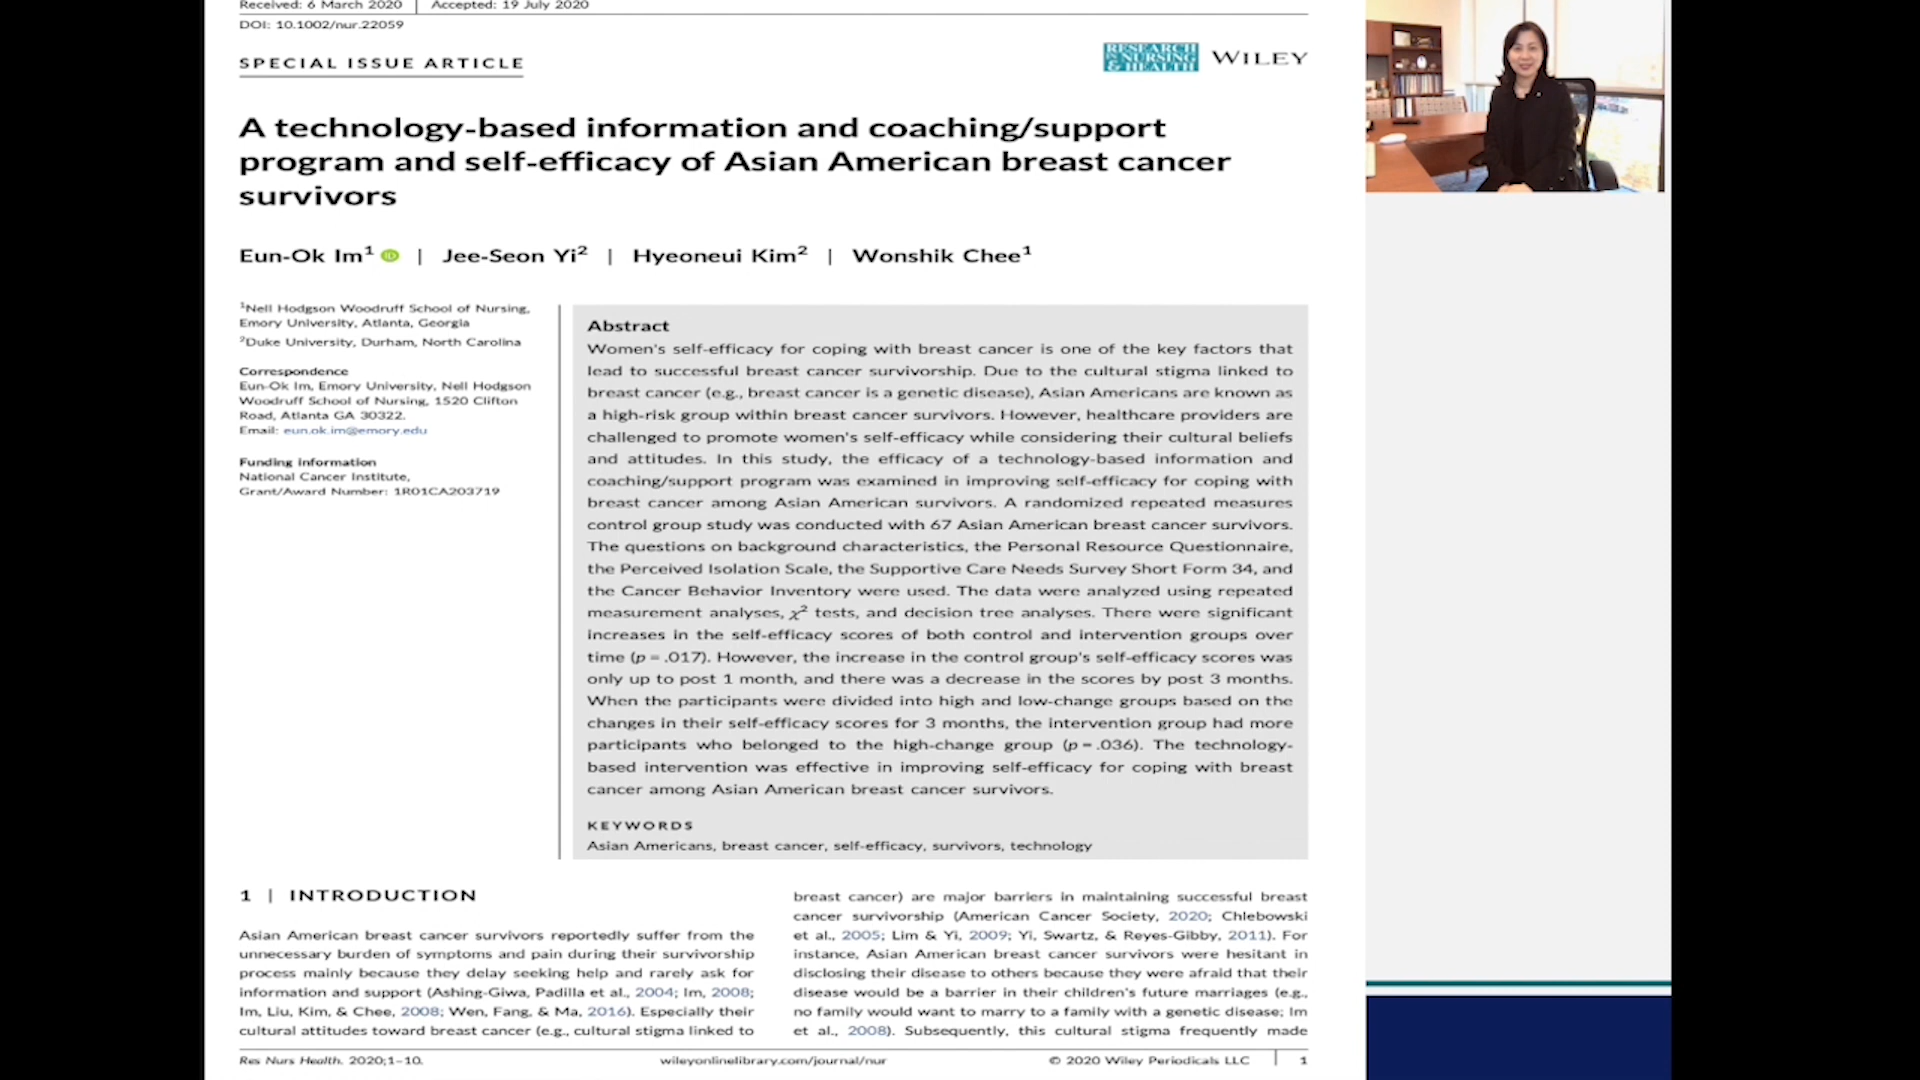 Received: 6 March 2020 | Accepted: 19 July 2020
DOI: 10.1002/nur.22059
SPECIAL ISSUE ARTICLE
RESEARCH IN NURSING & HEALTH WILEY
A technology-based information and coaching/support
program and self-efficacy of Asian American breast cancer
survivors
Eun-Ok Im¹ | Jee-Seon Yi² | Hyeoneui Kim² | Wonshik Chee¹
¹Nell Hodgson Woodruff School of Nursing,
Emory University, Atlanta, Georgia
²Duke University, Durham, North Carolina
Correspondence
Eun-Ok Im, Emory University, Nell Hodgson
Woodruff School of Nursing, 1520 Clifton
Road, Atlanta GA 30322.
Email: eun.ok.im@emory.edu
Funding information
National Cancer Institute,
Grant/Award Number: 1R01CA203719
Abstract
Women's self-efficacy for coping with breast cancer is one of the key factors that
lead to successful breast cancer survivorship. Due to the cultural stigma linked to
breast cancer (e.g., breast cancer is a genetic disease), Asian Americans are known as
a high-risk group within breast cancer survivors. However, healthcare providers are
challenged to promote women's self-efficacy while considering their cultural beliefs
and attitudes. In this study, the efficacy of a technology-based information and
coaching/support program was examined in improving self-efficacy for coping with
breast cancer among Asian American survivors. A randomized repeated measures
control group study was conducted with 67 Asian American breast cancer survivors.
The questions on background characteristics, the Personal Resource Questionnaire,
the Perceived Isolation Scale, the Supportive Care Needs Survey Short Form 34, and
the Cancer Behavior Inventory were used. The data were analyzed using repeated
measurement analyses, χ² tests, and decision tree analyses. There were significant
increases in the self-efficacy scores of both control and intervention groups over
time (p = .017). However, the increase in the control group's self-efficacy scores was
only up to post 1 month, and there was a decrease in the scores by post 3 months.
When the participants were divided into high and low-change groups based on the
changes in their self-efficacy scores for 3 months, the intervention group had more
participants who belonged to the high-change group (p = .036). The technology-
based intervention was effective in improving self-efficacy for coping with breast
cancer among Asian American breast cancer survivors.
KEYWORDS
Asian Americans, breast cancer, self-efficacy, survivors, technology
1 | INTRODUCTION
Asian American breast cancer survivors reportedly suffer from the
unnecessary burden of symptoms and pain during their survivorship
process mainly because they delay seeking help and rarely ask for
information and support (Ashing-Giwa, Padilla et al., 2004; Im, 2008;
Im, Liu, Kim, & Chee, 2008; Wen, Fang, & Ma, 2016). Especially their
cultural attitudes toward breast cancer (e.g., cultural stigma linked to
breast cancer) are major barriers in maintaining successful breast
cancer survivorship (American Cancer Society, 2020; Chlebowski
et al., 2005; Lim & Yi, 2009; Yi, Swartz, & Reyes-Gibby, 2011). For
instance, Asian American breast cancer survivors were hesitant in
disclosing their disease to others because they were afraid that their
disease would be a barrier in their children's future marriages (e.g.,
no family would want to marry to a family with a genetic disease; Im
et al., 2008). Subsequently, this cultural stigma frequently made
Res Nurs Health. 2020;1–10. wileyonlinelibrary.com/journal/nur © 2020 Wiley Periodicals LLC | 1